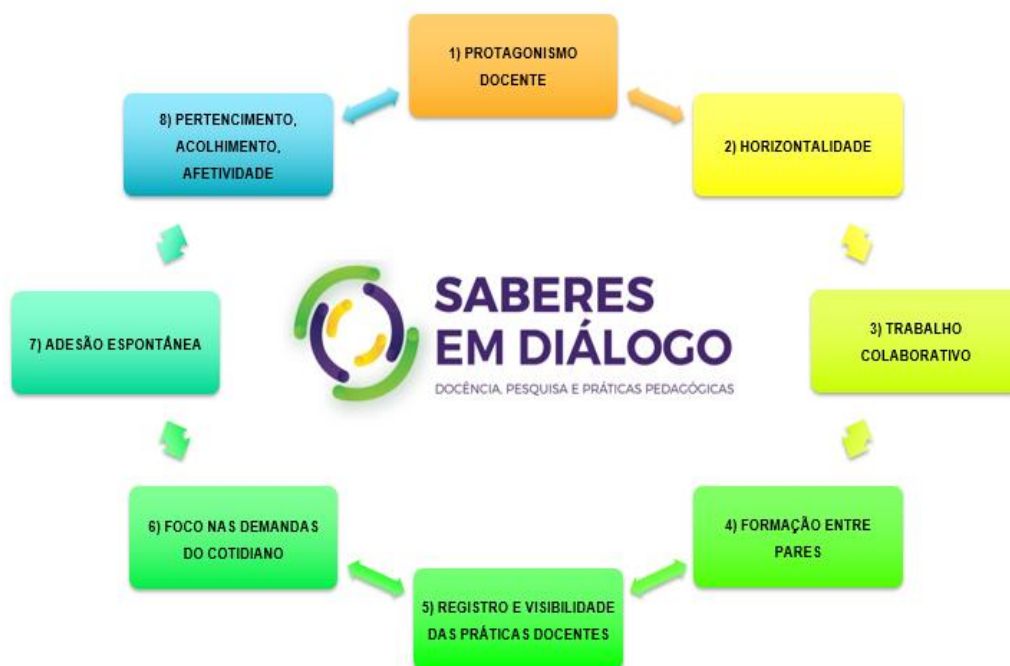 1) PROTAGONISMO
DOCENTE
2) HORIZONTALIDADE
3) TRABALHO
COLABORATIVO
4) FORMAÇÃO ENTRE
PARES
5) REGISTRO E VISIBILIDADE
DAS PRÁTICAS DOCENTES
6) FOCO NAS DEMANDAS
DO COTIDIANO
7) ADESÃO ESPONTÂNEA
8) PERTENCIMENTO,
ACOLHIMENTO,
AFETIVIDADE
SABERES
EM DIÁLOGO
DOCÊNCIA, PESQUISA E PRÁTICAS PEDAGÓGICAS